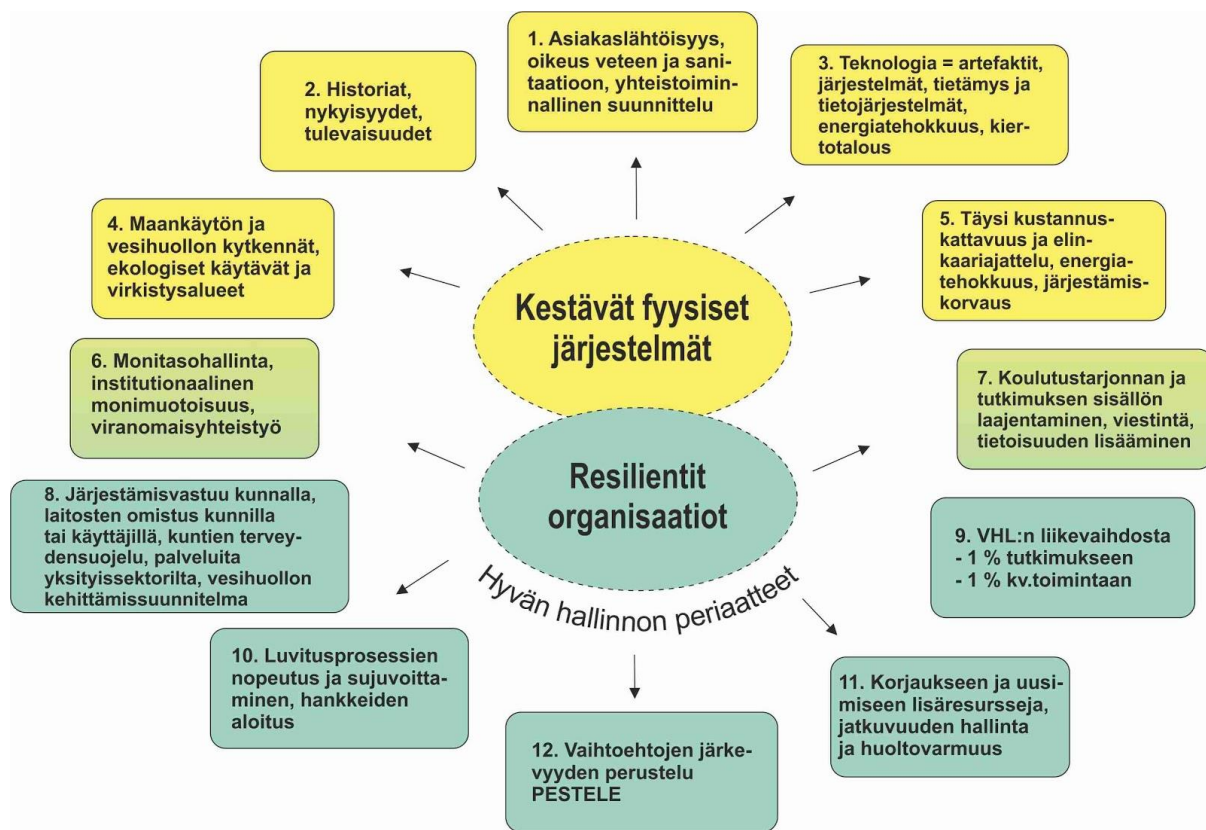 1. Asiakaslähtöisyys,
oikeus veteen ja sani-
taatioon, yhteistoimin-
nallinen suunnittelu
2. Historiat,
nykyisyydet,
tulevaisuudet
3. Teknologia = artefaktit,
järjestelmät, tietämys ja
tietojärjestelmät,
energiatehokkuus, kier-
totalous
4. Maankäytön ja
vesihuollon kytkennät,
ekologiset käytävät ja
virkistysalueet
5. Täysi kustannus-
kattavuus ja elin-
kaariajattelu, energia-
tehokkuus, järjestämis-
korvaus
Kestävät fyysiset
järjestelmät
6. Monitasohallinta,
institutionaalinen
monimuotoisuus,
viranomaisyhteistyö
7. Koulutustarjonnan ja
tutkimuksen sisällön
laajentaminen, viestintä,
tietoisuuden lisääminen
Resilientit
organisaatiot
Hyvän hallinnon periaatteet
8. Järjestämisvastuu kunnalla,
laitosten omistus kunnilla
tai käyttäjillä, kuntien tervey-
densuojelu, palveluita
yksityissektorilta, vesihuollon
kehittämissuunnitelma
9. VHL:n liikevaihdosta
- 1 % tutkimukseen
- 1 % kv.toimintaan
10. Luvitusprosessien
nopeutus ja sujuvoitta-
minen, hankkeiden
aloitus
11. Korjaukseen ja uusi-
miseen lisäresursseja,
jatkuvuuden hallinta
ja huoltovarmuus
12. Vaihtoehtojen järke-
vyyden perustelu
PESTELE